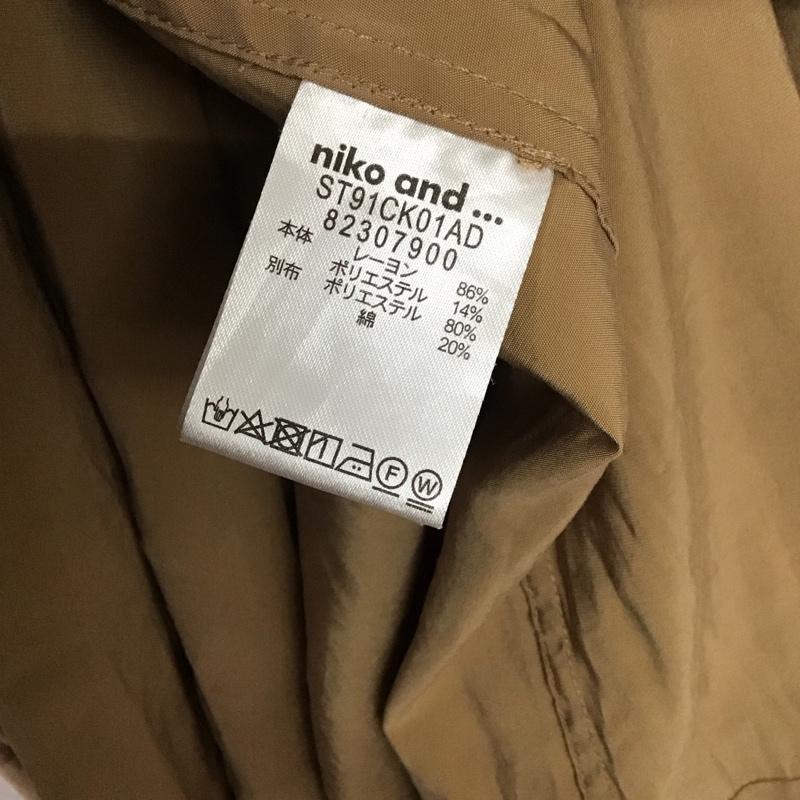 niko and ...
ST91CK01AD
82307900
本体 レーヨン 86%
ポリエステル 14%
別布 ポリエステル 80%
綿 20%
F W